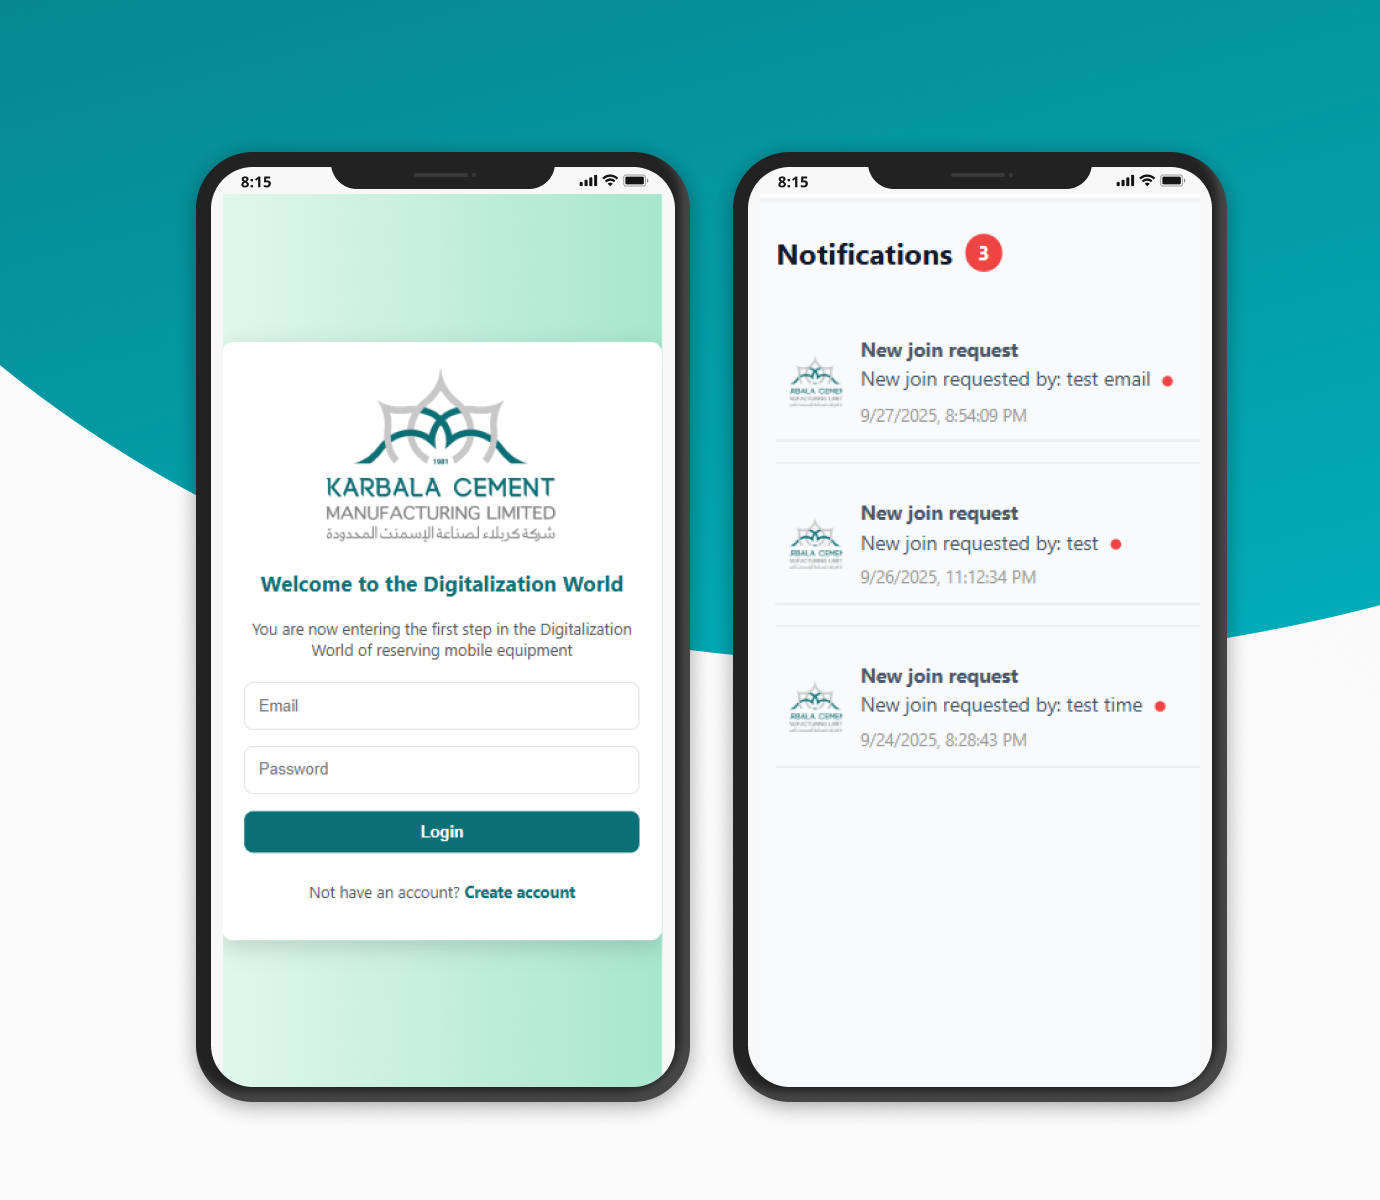 8:15
1981
KARBALA CEMENT
MANUFACTURING LIMITED
شركة كربلاء لصناعة الإسمنت المحدودة
Welcome to the Digitalization World
You are now entering the first step in the Digitalization
World of reserving mobile equipment
Email
Password
Login
Not have an account? Create account
8:15
Notifications 3
New join request
New join requested by: test email
9/27/2025, 8:54:09 PM
New join request
New join requested by: test
9/26/2025, 11:12:34 PM
New join request
New join requested by: test time
9/24/2025, 8:28:43 PM